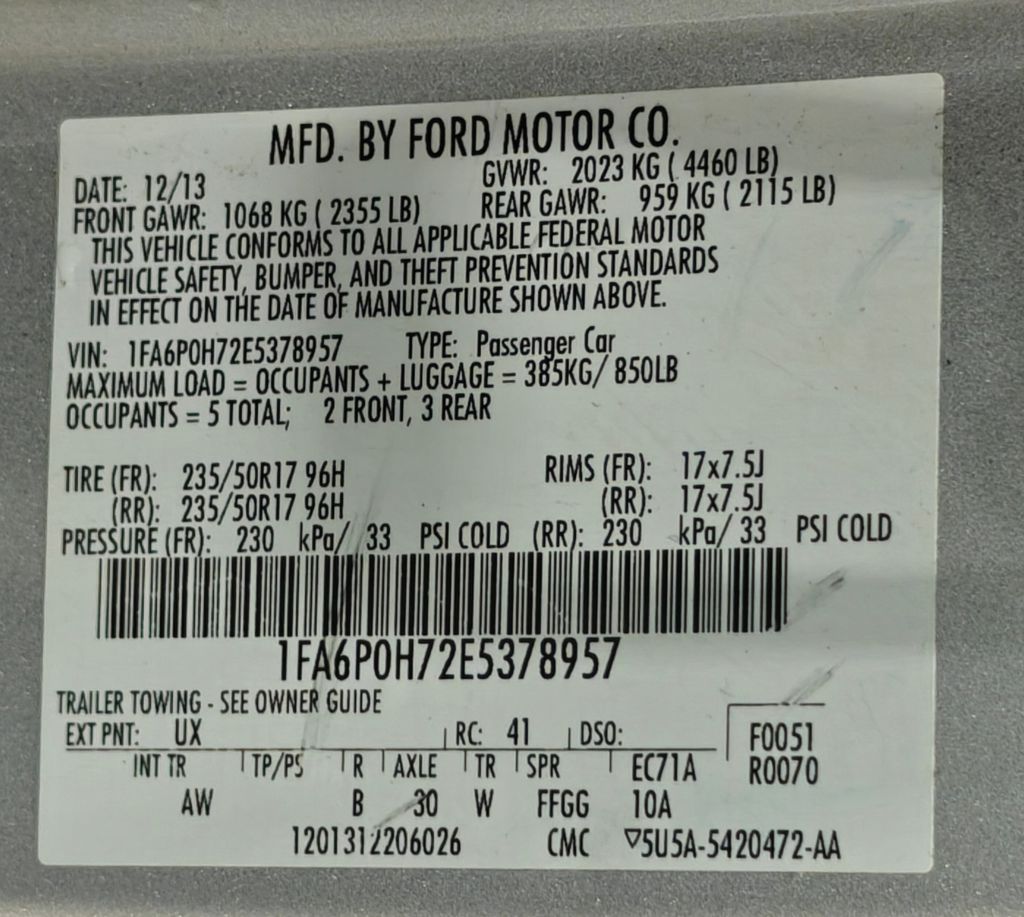 MFD. BY FORD MOTOR CO.
DATE: 12/13 GVWR: 2023 KG ( 4460 LB)
FRONT GAWR: 1068 KG ( 2355 LB) REAR GAWR: 959 KG ( 2115 LB)
THIS VEHICLE CONFORMS TO ALL APPLICABLE FEDERAL MOTOR
VEHICLE SAFETY, BUMPER, AND THEFT PREVENTION STANDARDS
IN EFFECT ON THE DATE OF MANUFACTURE SHOWN ABOVE.
VIN: 1FA6P0H72E5378957 TYPE: Passenger Car
MAXIMUM LOAD = OCCUPANTS + LUGGAGE = 385KG/ 850LB
OCCUPANTS = 5 TOTAL; 2 FRONT, 3 REAR
TIRE (FR): 235/50R17 96H RIMS (FR): 17x7.5J
(RR): 235/50R17 96H (RR): 17x7.5J
PRESSURE (FR): 230 kPa/ 33 PSI COLD (RR): 230 kPa/ 33 PSI COLD
1FA6P0H72E5378957
TRAILER TOWING - SEE OWNER GUIDE
EXT PNT: UX RC: 41 DSO: F0051
INT TR TP/PS R AXLE TR SPR EC71A R0070
AW B 30 W FFGG 10A
1201312206026 CMC ▽5U5A-5420472-AA